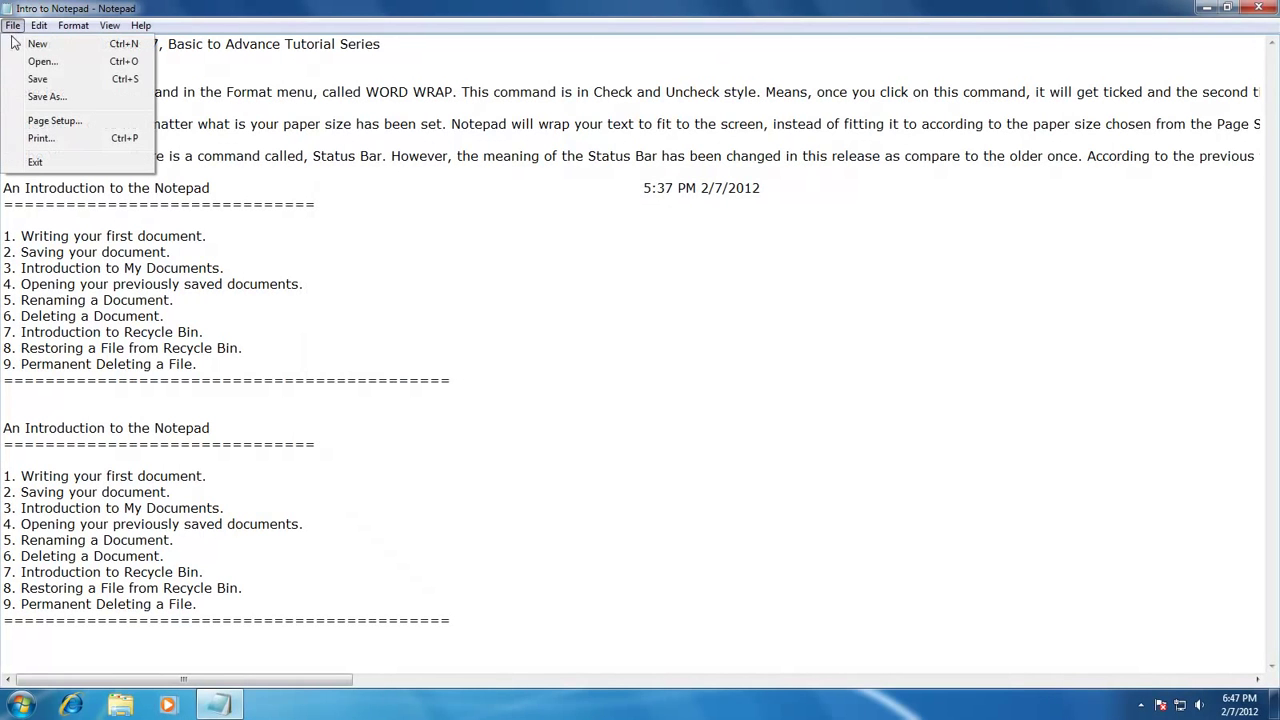 Intro to Notepad - Notepad
File Edit Format View Help
New Ctrl+N
Open... Ctrl+O
Save Ctrl+S
Save As...
Page Setup...
Print... Ctrl+P
Exit
7, Basic to Advance Tutorial Series
and in the Format menu, called WORD WRAP. This command is in Check and Uncheck style. Means, once you click on this command, it will get ticked and the second ti
matter what is your paper size has been set. Notepad will wrap your text to fit to the screen, instead of fitting it to according to the paper size chosen from the Page S
re is a command called, Status Bar. However, the meaning of the Status Bar has been changed in this release as compare to the older once. According to the previous
An Introduction to the Notepad 5:37 PM 2/7/2012
=============================
1. Writing your first document.
2. Saving your document.
3. Introduction to My Documents.
4. Opening your previously saved documents.
5. Renaming a Document.
6. Deleting a Document.
7. Introduction to Recycle Bin.
8. Restoring a File from Recycle Bin.
9. Permanent Deleting a File.
==========================================
An Introduction to the Notepad
=============================
1. Writing your first document.
2. Saving your document.
3. Introduction to My Documents.
4. Opening your previously saved documents.
5. Renaming a Document.
6. Deleting a Document.
7. Introduction to Recycle Bin.
8. Restoring a File from Recycle Bin.
9. Permanent Deleting a File.
==========================================
6:47 PM
2/7/2012